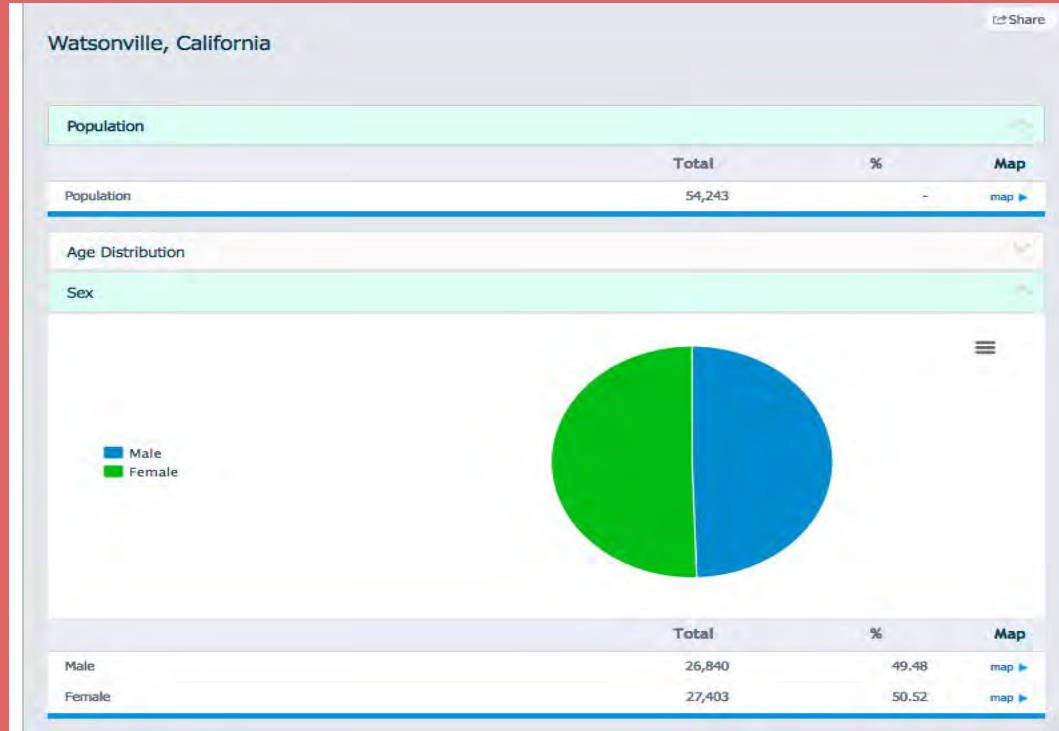 Share
Watsonville, California
Population
Total % Map
Population 54,243 - map
Age Distribution
Sex
Male
Female
Total % Map
Male 26,840 49.48 map
Female 27,403 50.52 map